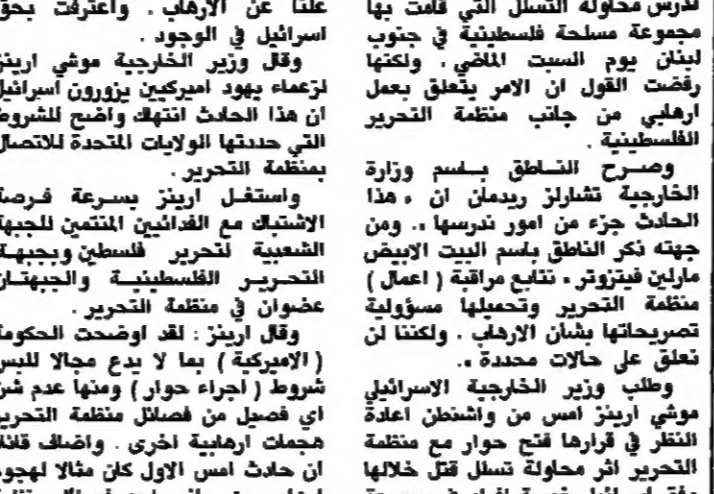 تدرس محاولة التسلل التي قامت بها
مجموعة مسلحة فلسطينية في جنوب
لبنان يوم السبت الماضي . ولكنها
رفضت القول ان الامر يتعلق بعمل
ارهابي من جانب منظمة التحرير
الفلسطينية .
وصرح الناطق باسم وزارة
الخارجية تشارلز ريدمان ان « هذا
الحادث جزء من امور ندرسها ». ومن
جهته ذكر الناطق باسم البيت الابيض
مارلين فيتزوتر « نتابع مراقبة ( اعمال )
منظمة التحرير وتحميلها مسؤولية
تصريحاتها بشأن الارهاب . ولكننا لن
نعلق على حالات محددة ».
وطلب وزير الخارجية الاسرائيلي
موشي ارينز امس من واشنطن اعادة
النظر في قرارها فتح حوار مع منظمة
التحرير اثر محاولة تسلل قتل خلالها
علنا عن الارهاب . واعترفت بحق
اسرائيل في الوجود .
وقال وزير الخارجية موشي ارينز
لزعماء يهود اميركيين يزورون اسرائيل
ان هذا الحادث انتهاك واضح للشروط
التي حددتها الولايات المتحدة للاتصال
بمنظمة التحرير .
واستغل ارينز بسرعة فرصة
الاشتباك مع الفدائيين المنتمين للجبهة
الشعبية لتحرير فلسطين وبجبهة
التحرير الفلسطينية والجبهتان
عضوان في منظمة التحرير .
وقال ارينز : لقد اوضحت الحكومة
( الاميركية ) بما لا يدع مجالا للبس
شروط ( اجراء حوار ) ومنها عدم شن
اي فصيل من فصائل منظمة التحرير
هجمات ارهابية اخرى . واضاف قائلا
ان حادث امس الاول كان مثالا لهجوم